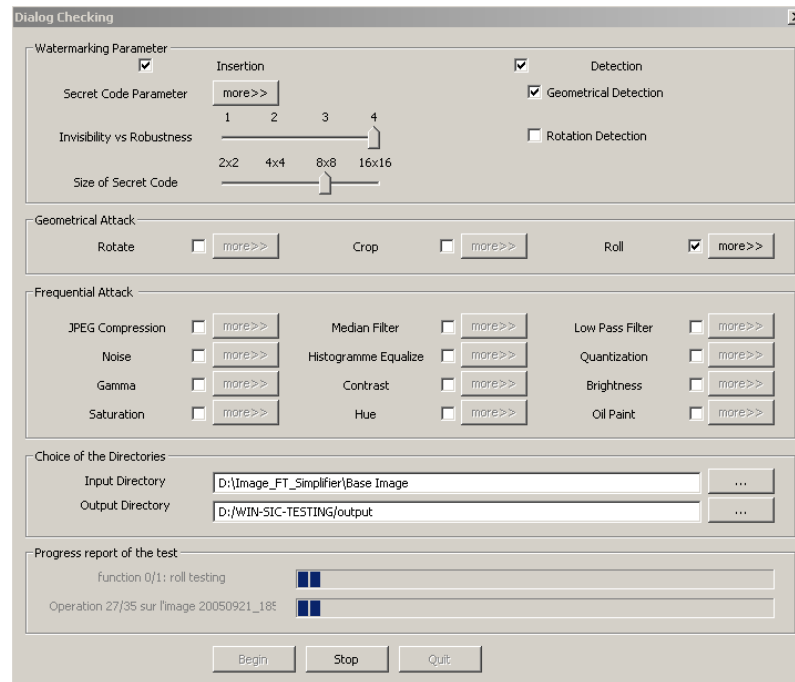 Dialog Checking
Watermarking Parameter
Insertion
Detection
Secret Code Parameter more>> Geometrical Detection
1 2 3 4
Invisibility vs Robustness Rotation Detection
2x2 4x4 8x8 16x16
Size of Secret Code
Geometrical Attack
Rotate more>> Crop more>> Roll more>>
Frequential Attack
JPEG Compression more>> Median Filter more>> Low Pass Filter more>>
Noise more>> Histogramme Equalize more>> Quantization more>>
Gamma more>> Contrast more>> Brightness more>>
Saturation more>> Hue more>> Oil Paint more>>
Choice of the Directories
Input Directory D:\Image_FT_Simplifier\Base Image ...
Output Directory D:/WIN-SIC-TESTING/output ...
Progress report of the test
function 0/1: roll testing
Operation 27/35 sur l'image 20050921_185
Begin Stop Quit